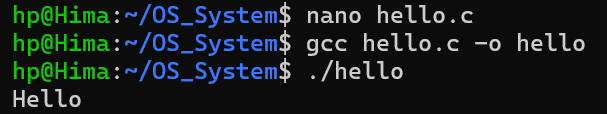 hp@Hima:~/OS_System$ nano hello.c
hp@Hima:~/OS_System$ gcc hello.c -o hello
hp@Hima:~/OS_System$ ./hello
Hello